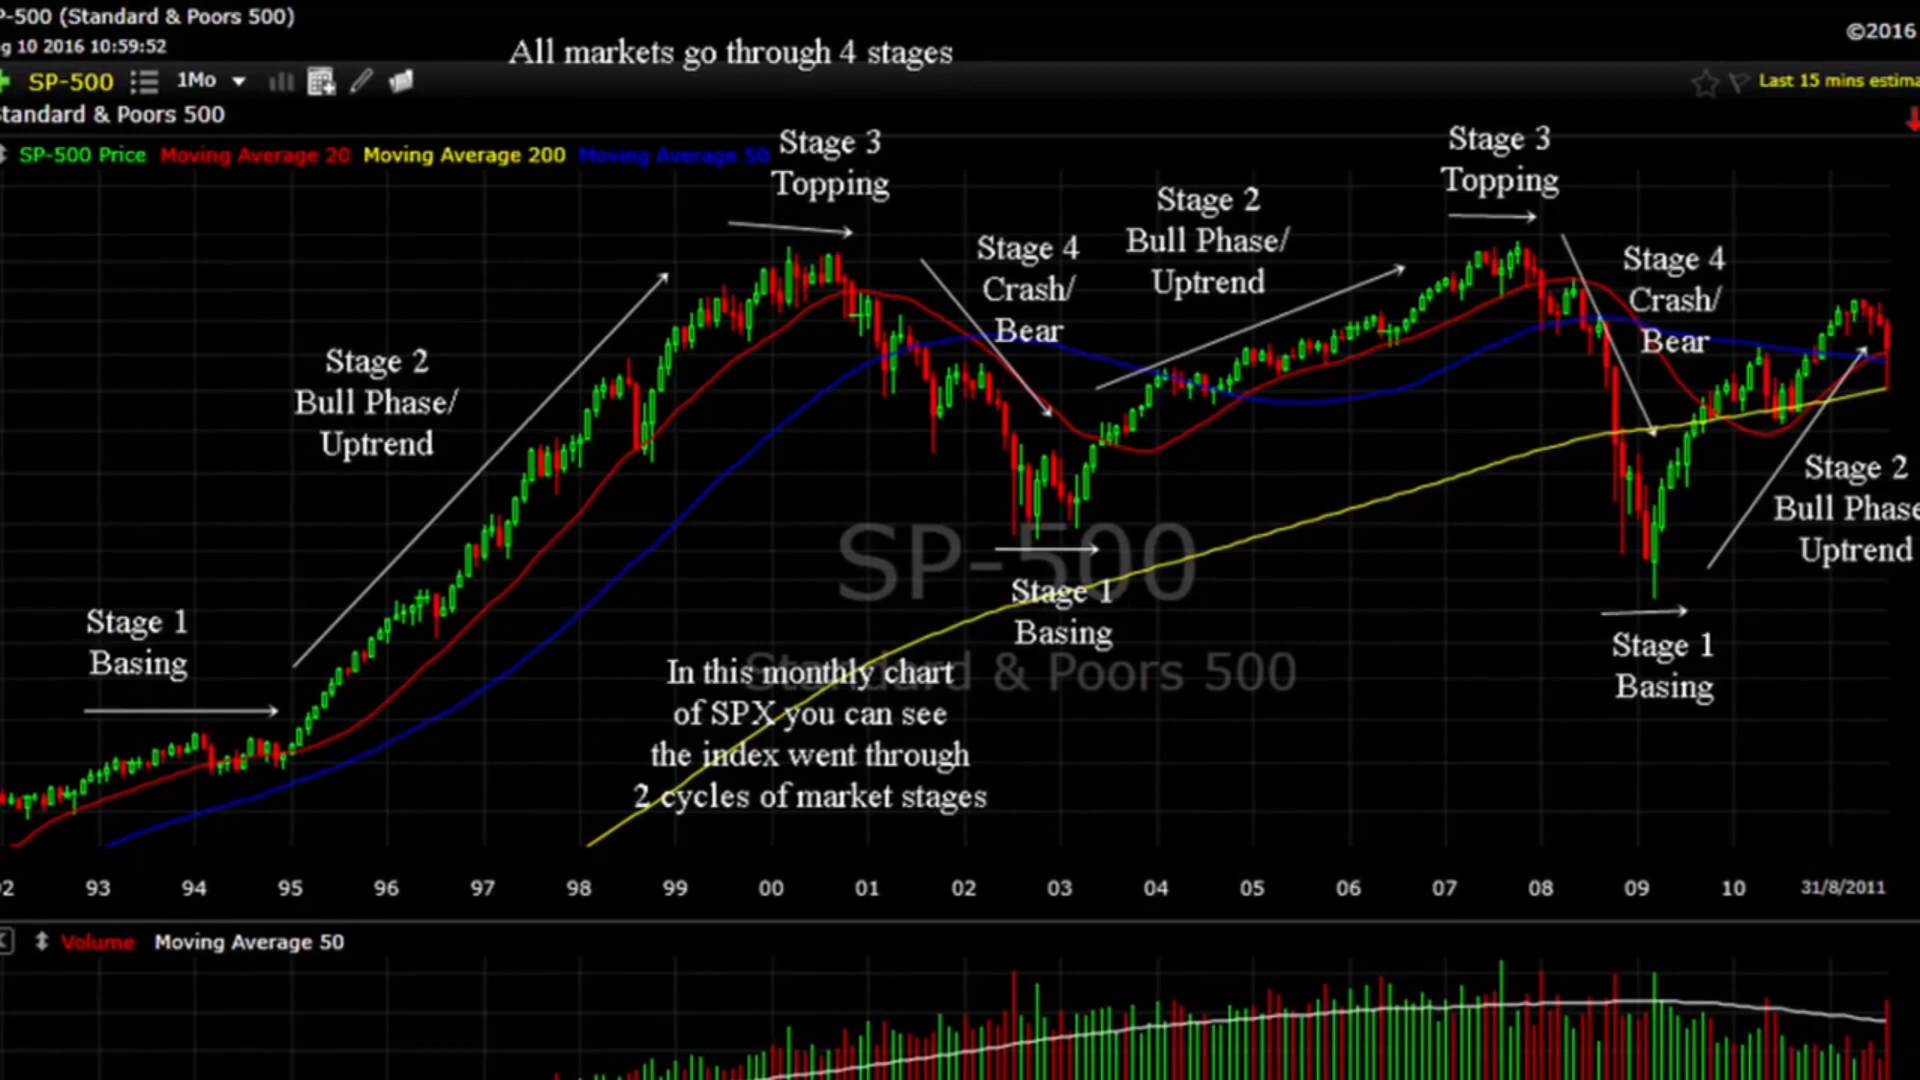 P-500 (Standard & Poors 500)
©2016
g 10 2016 10:59:52
All markets go through 4 stages
SP-500
1Mo
Last 15 mins estima
tandard & Poors 500
SP-500 Price Moving Average 20 Moving Average 200 Moving Average 50
Stage 3
Topping
Stage 3
Topping
Stage 2
Bull Phase/
Uptrend
Stage 4
Crash/
Bear
Stage 4
Crash/
Bear
Stage 2
Bull Phase/
Uptrend
Stage 2
Bull Phase
Uptrend
SP-500
Standard & Poors 500
Stage 1
Basing
Stage 1
Basing
Stage 1
Basing
In this monthly chart
of SPX you can see
the index went through
2 cycles of market stages
2 93 94 95 96 97 98 99 00 01 02 03 04 05 06 07 08 09 10 31/8/2011
Volume Moving Average 50